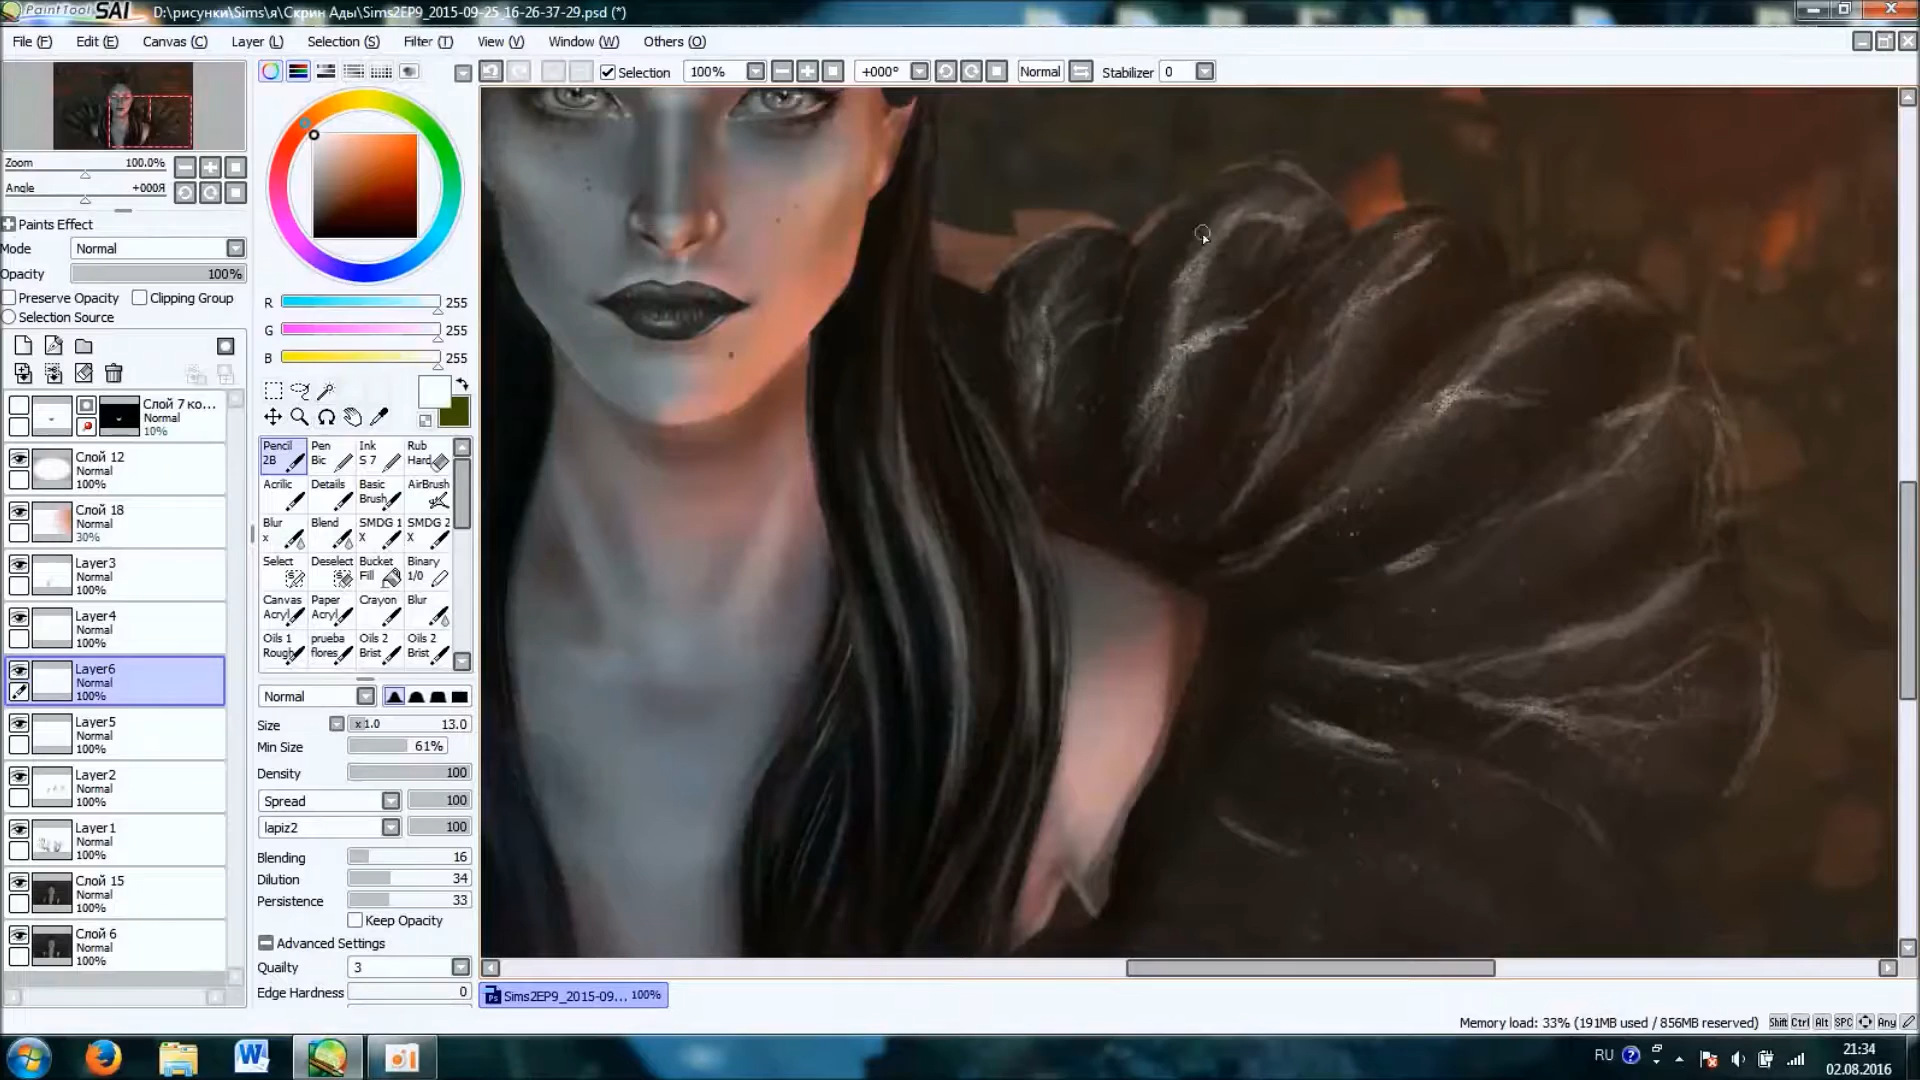 PaintTool SAI D:\рисунки\Sims\я\Скрин Ады\Sims2EP9_2015-09-25_16-26-37-29.psd (*)
File (F) Edit (E) Canvas (C) Layer (L) Selection (S) Filter (T) View (V) Window (W) Others (O)
Selection 100% +000° Normal Stabilizer 0
Zoom 100.0%
Angle +000Я
Paints Effect
Mode Normal
Opacity 100%
Preserve Opacity Clipping Group
Selection Source
R 255
G 255
B 255
Слой 7 ко...
Normal
10%
Слой 12
Normal
100%
Слой 18
Normal
30%
Layer3
Normal
100%
Layer4
Normal
100%
Layer6
Normal
100%
Layer5
Normal
100%
Layer2
Normal
100%
Layer1
Normal
100%
Слой 15
Normal
100%
Слой 6
Normal
100%
Pencil 2B Pen Bic Ink S 7 Rub Hard
Acrilic Details Basic Brush AirBrush
Blur x Blend SMDG 1 X SMDG 2 X
Select Deselect Bucket Fill Binary 1/0
Canvas Acryl Paper Acryl Crayon Blur
Oils 1 Rough prueba flores Oils 2 Brist Oils 2 Brist
Normal
Size x1.0 13.0
Min Size 61%
Density 100
Spread 100
lapiz2 100
Blending 16
Dilution 34
Persistence 33
Keep Opacity
Advanced Settings
Quailty 3
Edge Hardness 0
Sims2EP9_2015-09... 100%
Memory load: 33% (191MB used / 856MB reserved) Shift Ctrl Alt SPC Any
RU 21:34
02.08.2016